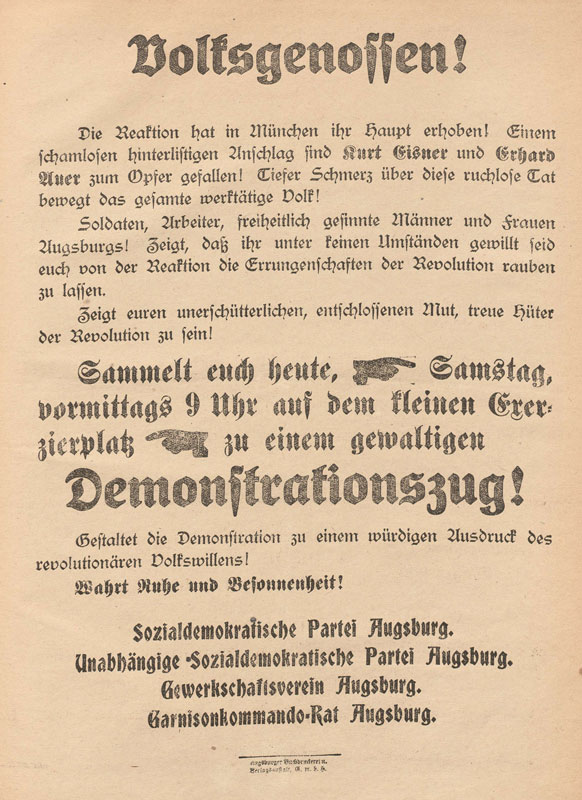 Volksgenossen!
Die Reaktion hat in München ihr Haupt erhoben! Einem
schamlosen hinterlistigen Anschlag sind Kurt Eisner und Erhard
Auer zum Opfer gefallen! Tiefer Schmerz über diese ruchlose Tat
bewegt das gesamte werktätige Volk!
Soldaten, Arbeiter, freiheitlich gesinnte Männer und Frauen
Augsburgs! Zeigt, daß ihr unter keinen Umständen gewillt seid
euch von der Reaktion die Errungenschaften der Revolution rauben
zu lassen.
Zeigt euren unerschütterlichen, entschlossenen Mut, treue Hüter
der Revolution zu sein!
Sammelt euch heute, Samstag,
vormittags 9 Uhr auf dem kleinen Exer-
zierplatz zu einem gewaltigen
Demonstrationszug!
Gestaltet die Demonstration zu einem würdigen Ausdruck des
revolutionären Volkswillens!
Wahrt Ruhe und Besonnenheit!
Sozialdemokratische Partei Augsburg.
Unabhängige Sozialdemokratische Partei Augsburg.
Gewerkschaftsverein Augsburg.
Garnisonkommando-Rat Augsburg.
Augsburger Buchdruckerei u.
Verlagsanstalt, G. m. b. H.